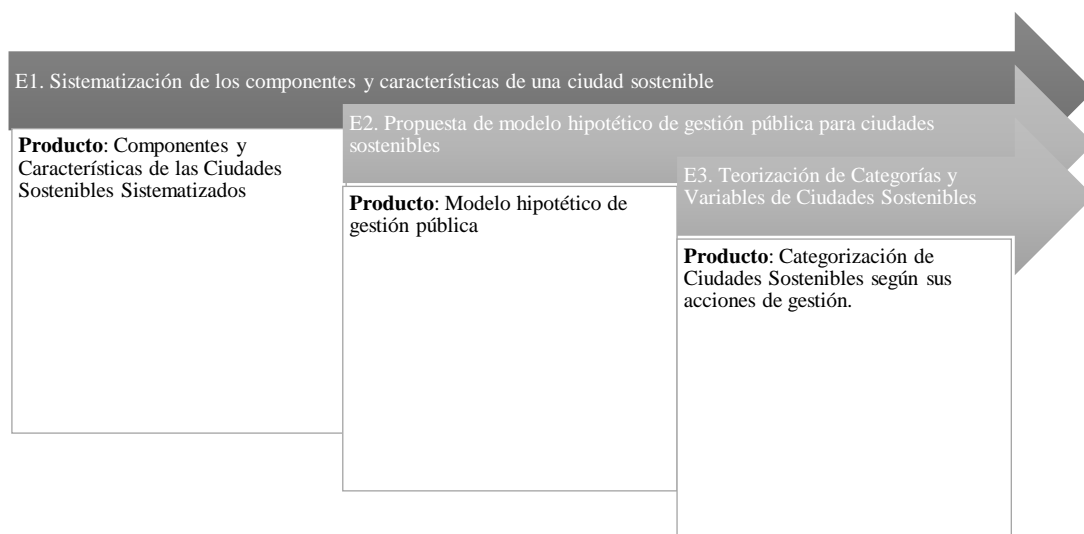 E1. Sistematización de los componentes y características de una ciudad sostenible
Producto: Componentes y
Características de las Ciudades
Sostenibles Sistematizados
E2. Propuesta de modelo hipotético de gestión pública para ciudades
sostenibles
Producto: Modelo hipotético de
gestión pública
E3. Teorización de Categorías y
Variables de Ciudades Sostenibles
Producto: Categorización de
Ciudades Sostenibles según sus
acciones de gestión.